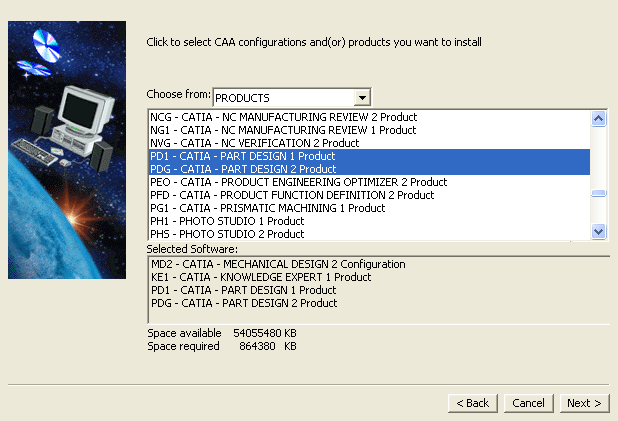 Click to select CAA configurations and(or) products you want to install
Choose from: PRODUCTS
NCG - CATIA - NC MANUFACTURING REVIEW 2 Product
NG1 - CATIA - NC MANUFACTURING REVIEW 1 Product
NVG - CATIA - NC VERIFICATION 2 Product
PD1 - CATIA - PART DESIGN 1 Product
PDG - CATIA - PART DESIGN 2 Product
PEO - CATIA - PRODUCT ENGINEERING OPTIMIZER 2 Product
PFD - CATIA - PRODUCT FUNCTION DEFINITION 2 Product
PG1 - CATIA - PRISMATIC MACHINING 1 Product
PH1 - PHOTO STUDIO 1 Product
PHS - PHOTO STUDIO 2 Product
Selected Software:
MD2 - CATIA - MECHANICAL DESIGN 2 Configuration
KE1 - CATIA - KNOWLEDGE EXPERT 1 Product
PD1 - CATIA - PART DESIGN 1 Product
PDG - CATIA - PART DESIGN 2 Product
Space available 54055480 KB
Space required 864380 KB
< Back Cancel Next >